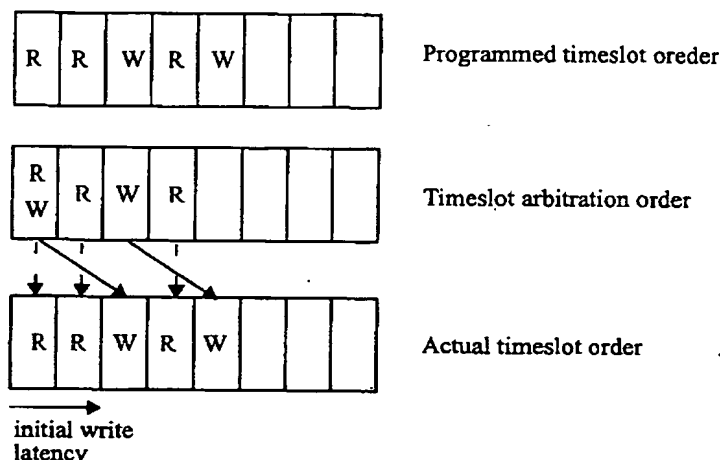 R R W R W
Programmed timeslot oreder
R
W R W R
Timeslot arbitration order
R R W R W
Actual timeslot order
initial write
latency